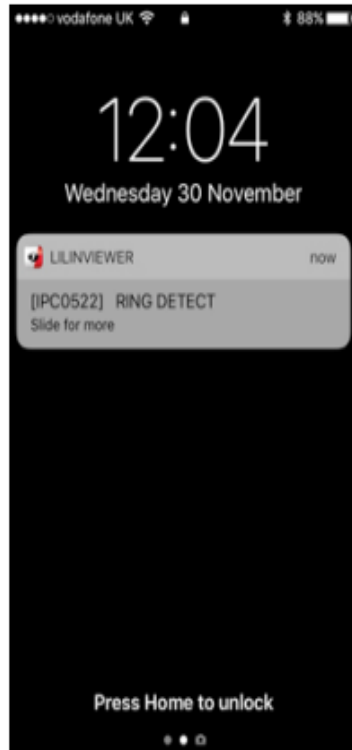 vodafone UK 88%
12:04
Wednesday 30 November
LILINVIEWER now
[IPC0522] RING DETECT
Slide for more
Press Home to unlock